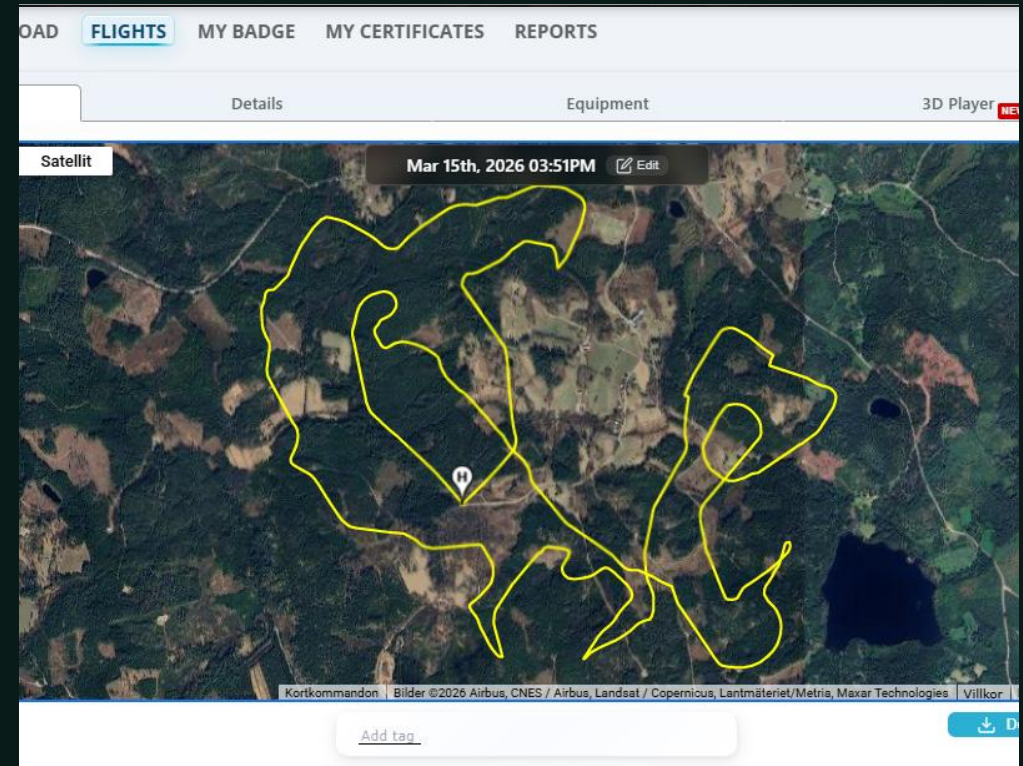 OAD FLIGHTS MY BADGE MY CERTIFICATES REPORTS
Details Equipment 3D Player NEW
Satellit
Mar 15th, 2026 03:51PM Edit
H
Kortkommandon Bilder ©2026 Airbus, CNES / Airbus, Landsat / Copernicus, Lantmäteriet/Metria, Maxar Technologies Villkor
Add tag
D